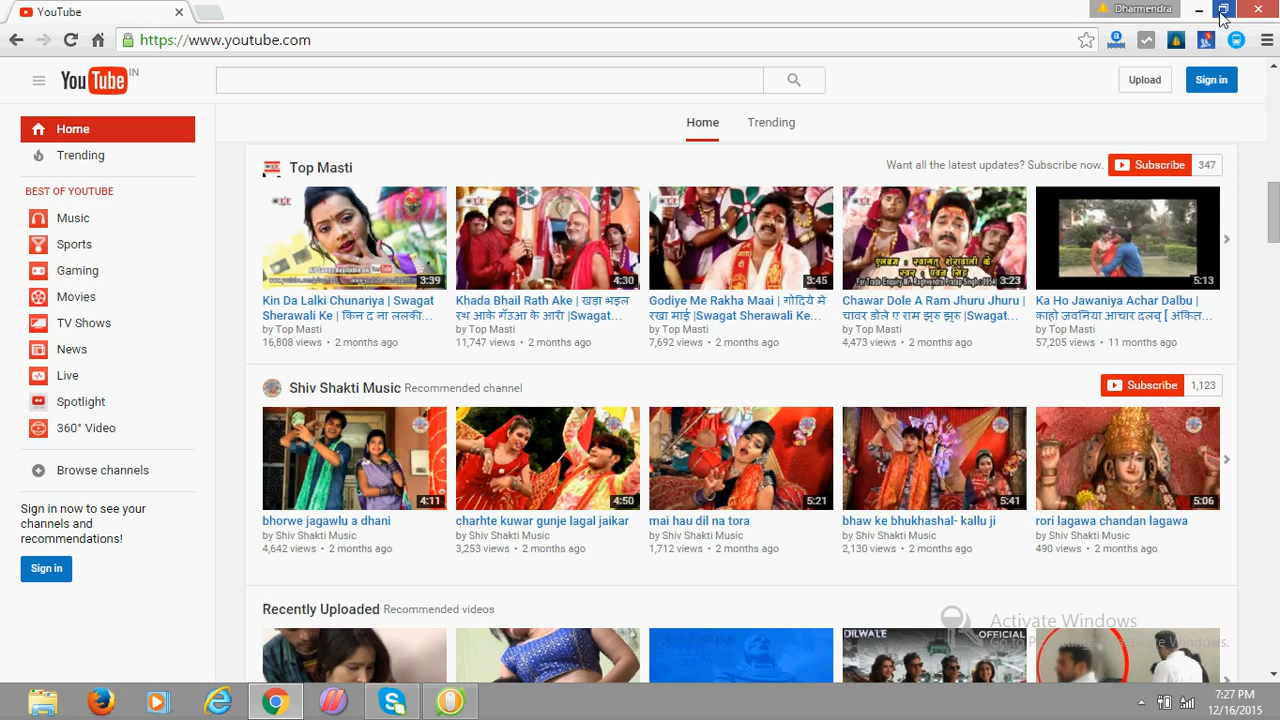 YouTube
Dharmendra
https://www.youtube.com
YouTube IN
Upload
Sign in
Home
Trending
Home
Trending
BEST OF YOUTUBE
Music
Sports
Gaming
Movies
TV Shows
News
Live
Spotlight
360° Video
Browse channels
Sign in now to see your
channels and
recommendations!
Sign in
Top Masti
Want all the latest updates? Subscribe now.
Subscribe
347
3:39
4:30
3:45
एलबम : स्वागत शेरावाली के
स्वर : पवन सिंह
3:23
5:13
Kin Da Lalki Chunariya | Swagat
Sherawali Ke | किन द ना ललकी...
by Top Masti
16,808 views • 2 months ago
Khada Bhail Rath Ake | खड़ा भइल
रथ आके गेंउआ के आरी |Swagat...
by Top Masti
11,747 views • 2 months ago
Godiye Me Rakha Maai | गोदिये में
रखा माई |Swagat Sherawali Ke...
by Top Masti
7,692 views • 2 months ago
Chawar Dole A Ram Jhuru Jhuru |
चावर डोले ए राम झुरु झुरु |Swagat...
by Top Masti
4,473 views • 2 months ago
Ka Ho Jawaniya Achar Dalbu |
काहो जवनिया आचार दलबू [ अंकित...
by Top Masti
57,205 views • 11 months ago
Shiv Shakti Music Recommended channel
Subscribe
1,123
4:11
4:50
5:21
5:41
5:06
bhorwe jagawlu a dhani
by Shiv Shakti Music
4,642 views • 2 months ago
charhte kuwar gunje lagal jaikar
by Shiv Shakti Music
3,253 views • 2 months ago
mai hau dil na tora
by Shiv Shakti Music
1,712 views • 2 months ago
bhaw ke bhukhashal- kallu ji
by Shiv Shakti Music
2,130 views • 2 months ago
rori lagawa chandan lagawa
by Shiv Shakti Music
490 views • 2 months ago
Recently Uploaded Recommended videos
DILWALE
OFFICIAL
Activate Windows
Windows.
7:27 PM
12/16/2015